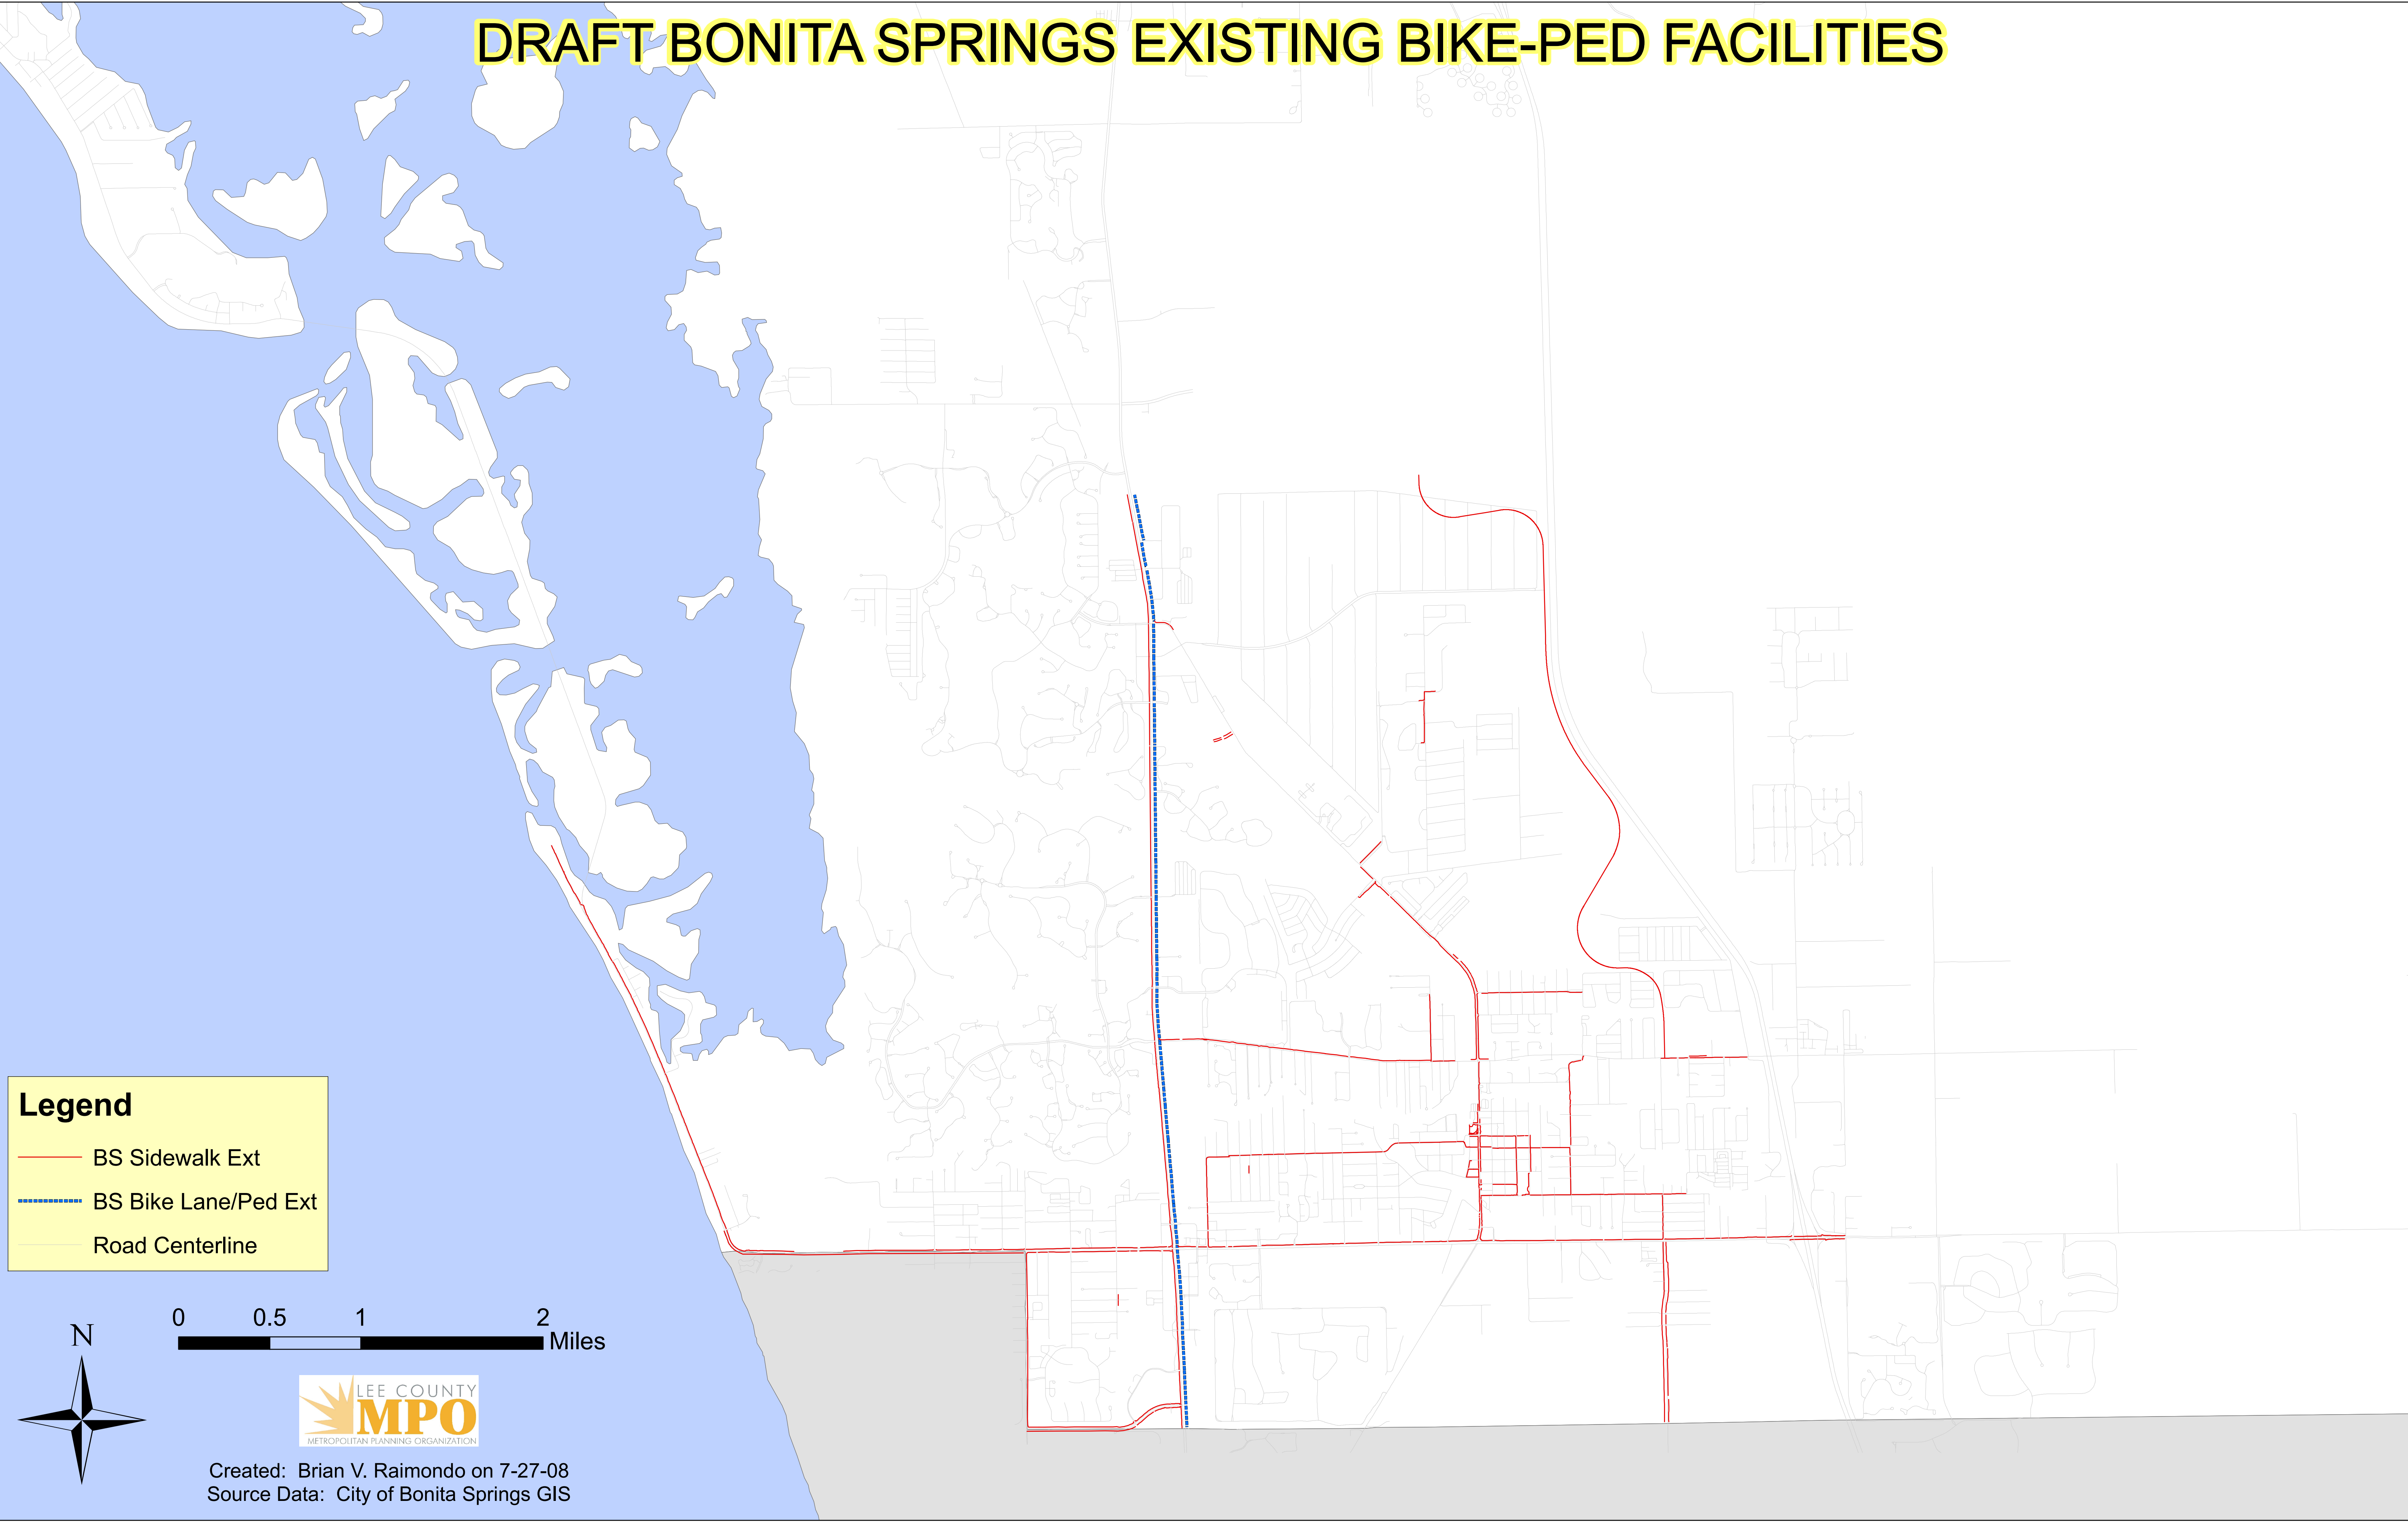 DRAFT BONITA SPRINGS EXISTING BIKE-PED FACILITIES
Legend
BS Sidewalk Ext
BS Bike Lane/Ped Ext
Road Centerline
0 0.5 1 2
Miles
N
LEE COUNTY
MPO
METROPOLITAN PLANNING ORGANIZATION
Created: Brian V. Raimondo on 7-27-08
Source Data: City of Bonita Springs GIS